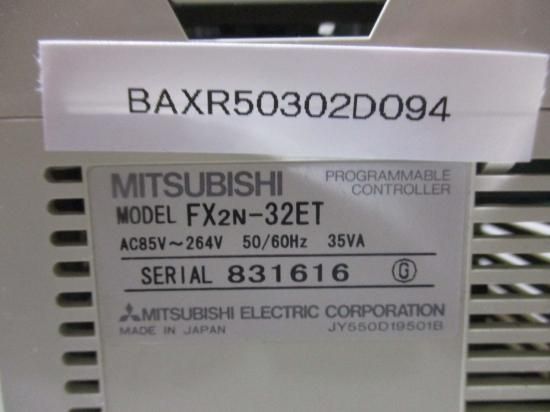 BAXR50302D094
MITSUBISHI PROGRAMMABLE CONTROLLER
MODEL FX2N-32ET
AC85V~264V 50/60Hz 35VA
SERIAL 831616 G
MITSUBISHI ELECTRIC CORPORATION
MADE IN JAPAN JY550D19501B